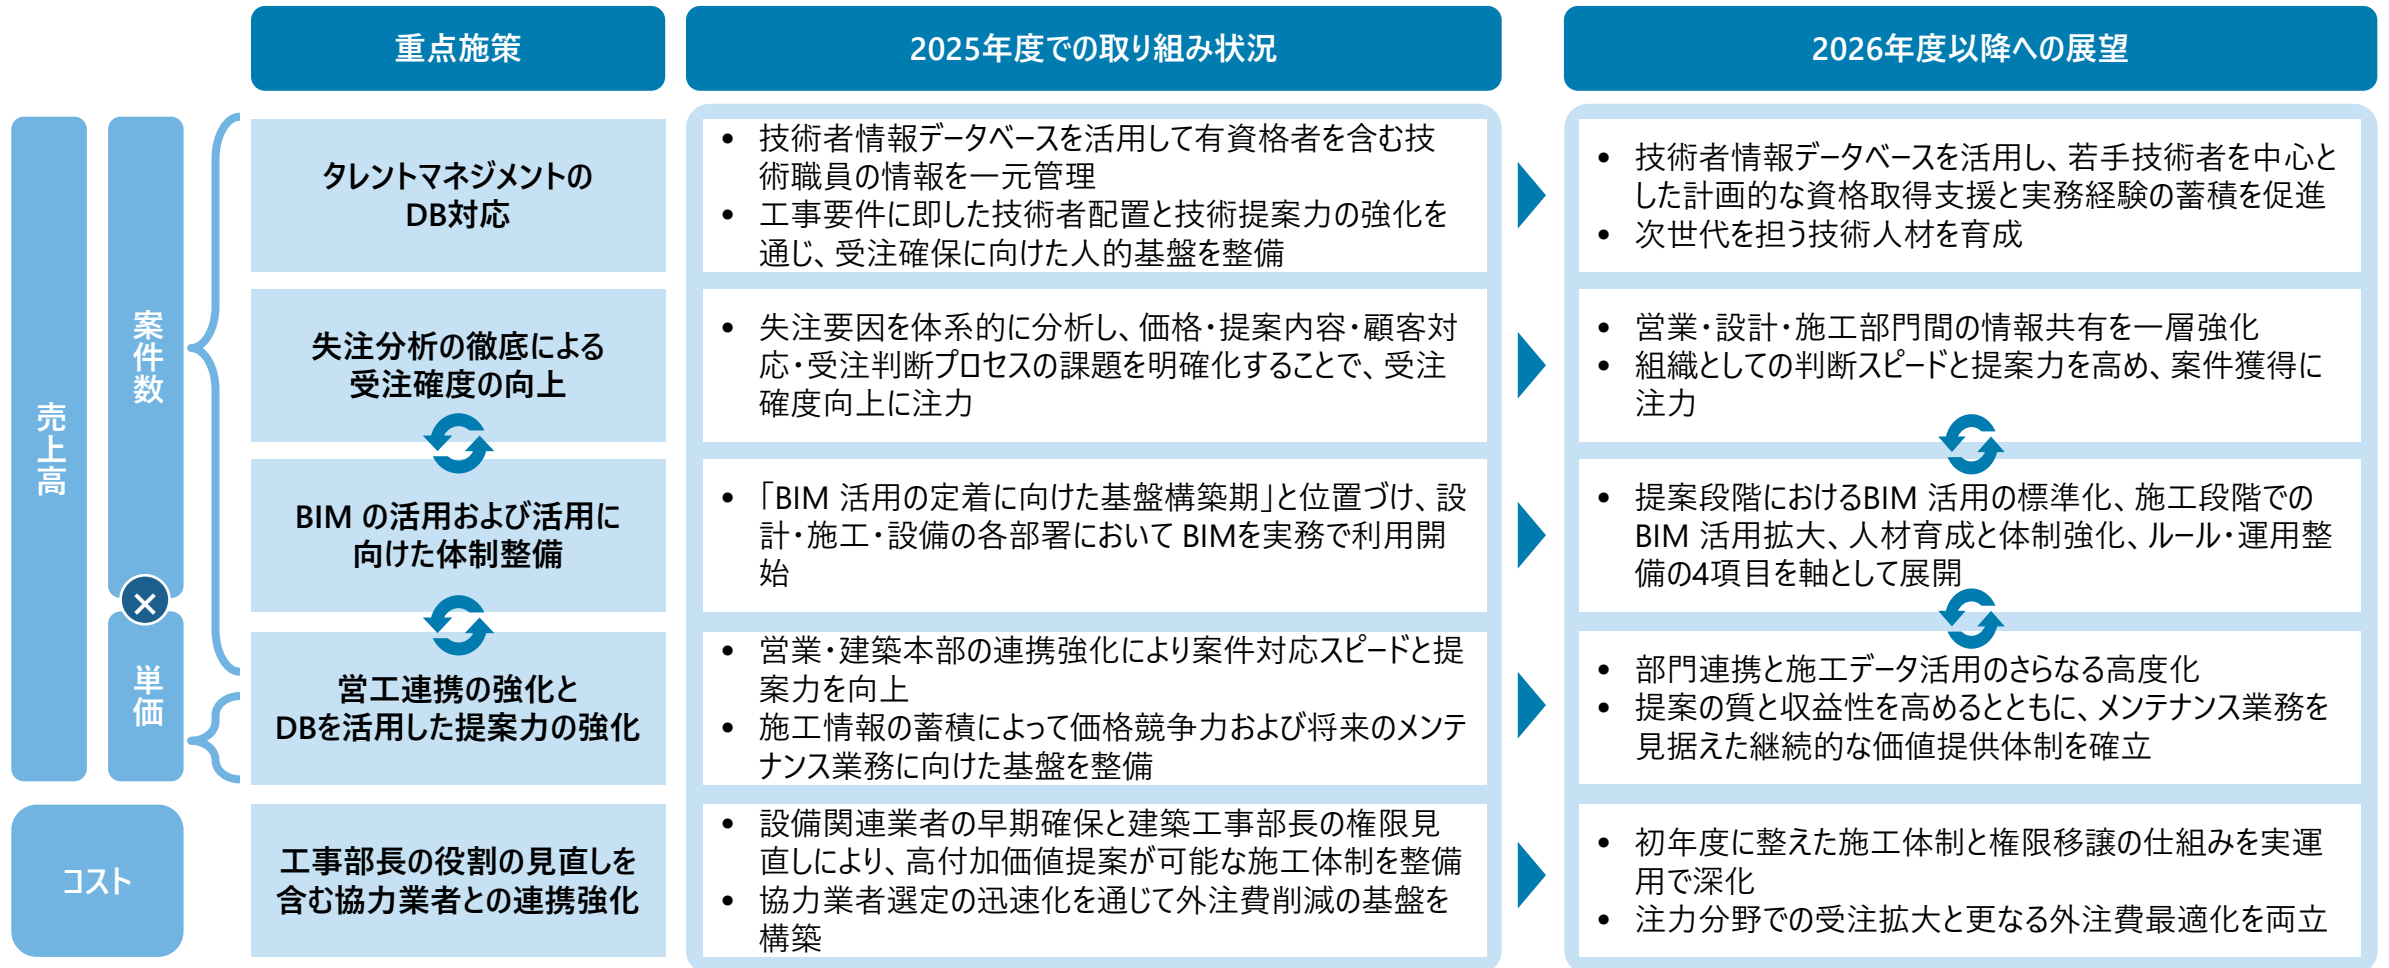 重点施策
2025年度での取り組み状況
2026年度以降への展望
売上高
案件数
×
単価
コスト
タレントマネジメントの
DB対応
• 技術者情報データベースを活用して有資格者を含む技
術職員の情報を一元管理
• 工事要件に即した技術者配置と技術提案力の強化を
通じ、受注確保に向けた人的基盤を整備
• 技術者情報データベースを活用し、若手技術者を中心と
した計画的な資格取得支援と実務経験の蓄積を促進
• 次世代を担う技術人材を育成
失注分析の徹底による
受注確度の向上
• 失注要因を体系的に分析し、価格・提案内容・顧客対
応・受注判断プロセスの課題を明確化することで、受注
確度向上に注力
• 営業・設計・施工部門間の情報共有を一層強化
• 組織としての判断スピードと提案力を高め、案件獲得に
注力
BIM の活用および活用に
向けた体制整備
• 「BIM 活用の定着に向けた基盤構築期」と位置づけ、設
計・施工・設備の各部署において BIMを実務で利用開
始
• 提案段階におけるBIM 活用の標準化、施工段階での
BIM 活用拡大、人材育成と体制強化、ルール・運用整
備の4項目を軸として展開
営工連携の強化と
DBを活用した提案力の強化
• 営業・建築本部の連携強化により案件対応スピードと提
案力を向上
• 施工情報の蓄積によって価格競争力および将来のメンテ
ナンス業務に向けた基盤を整備
• 部門連携と施工データ活用のさらなる高度化
• 提案の質と収益性を高めるとともに、メンテナンス業務を
見据えた継続的な価値提供体制を確立
工事部長の役割の見直しを
含む協力業者との連携強化
• 設備関連業者の早期確保と建築工事部長の権限見
直しにより、高付加価値提案が可能な施工体制を整備
• 協力業者選定の迅速化を通じて外注費削減の基盤を
構築
• 初年度に整えた施工体制と権限移譲の仕組みを実運
用で深化
• 注力分野での受注拡大と更なる外注費最適化を両立